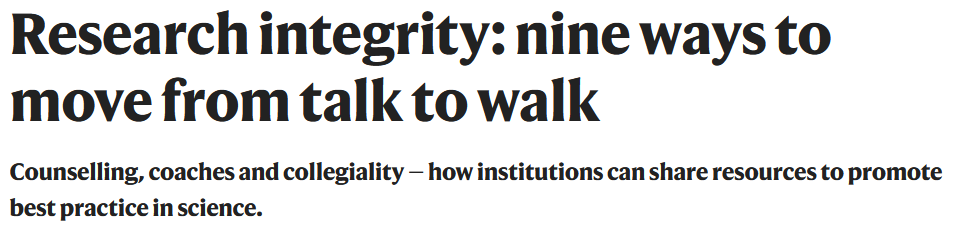 Research integrity: nine ways to
move from talk to walk
Counselling, coaches and collegiality — how institutions can share resources to promote
best practice in science.